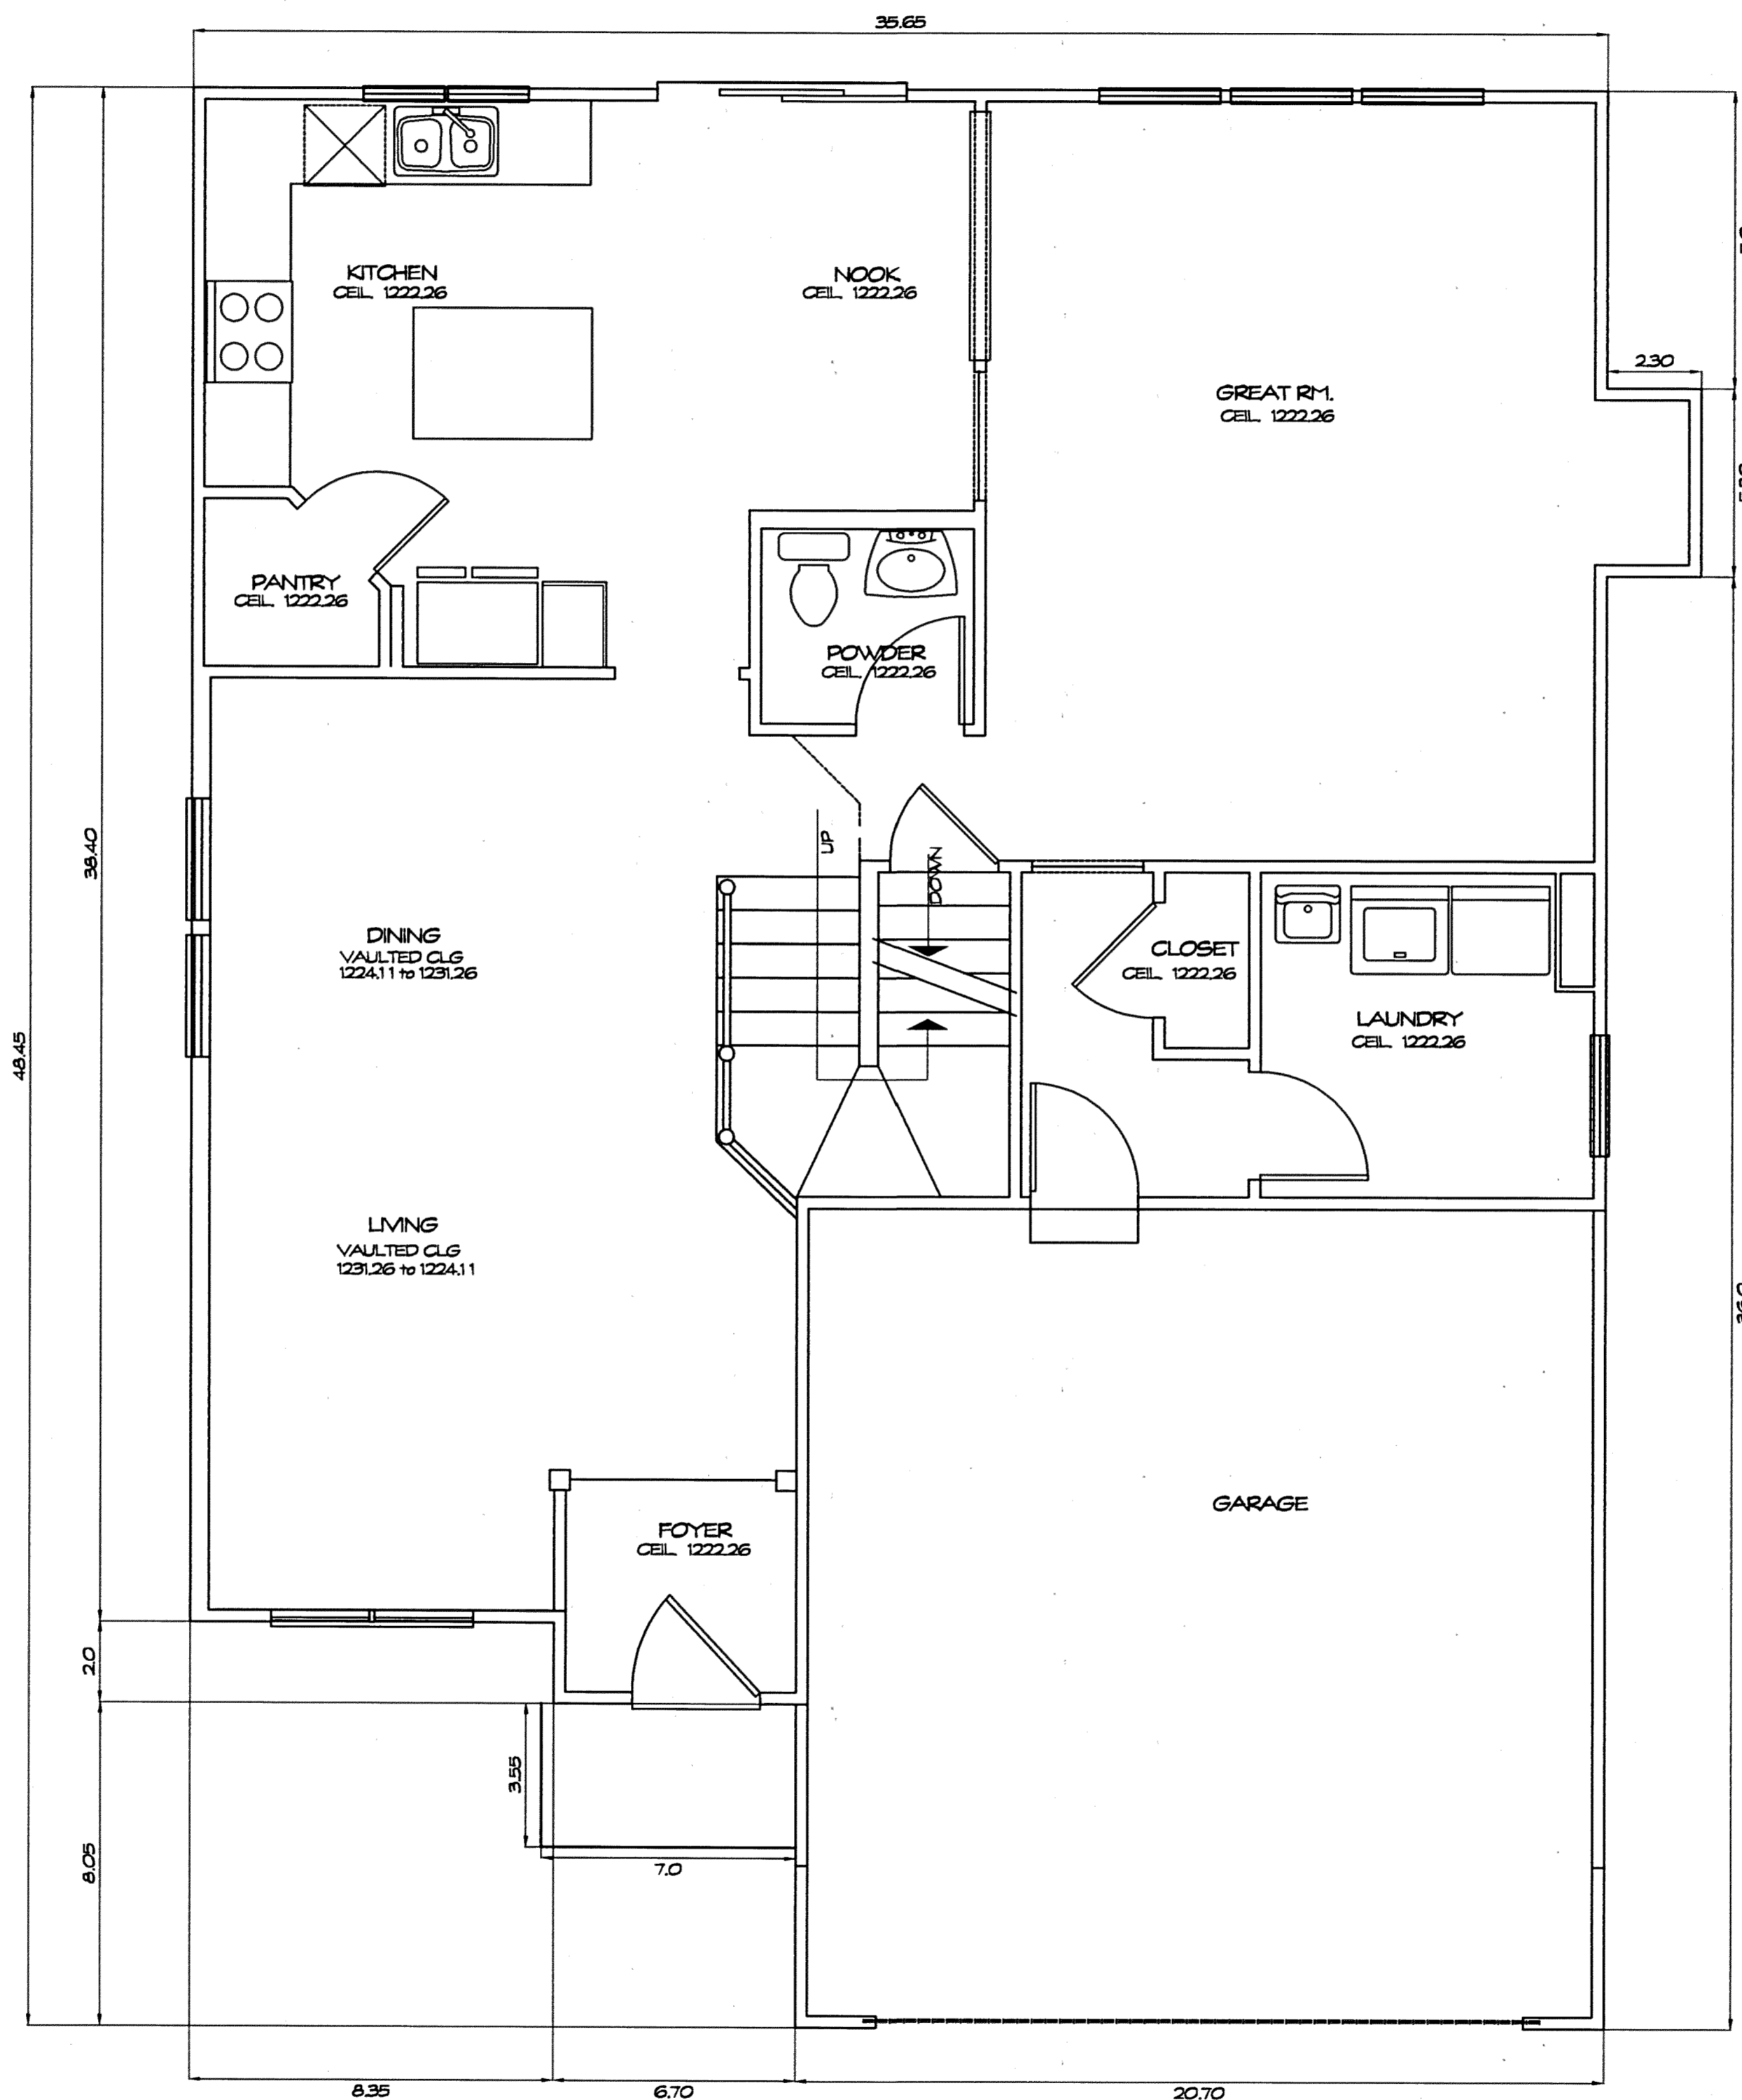 35.65
KITCHEN
CEIL. 1222.26
NOOK
CEIL. 1222.26
GREAT RM.
CEIL. 1222.26
2.30
PANTRY
CEIL. 1222.26
POWDER
CEIL. 1222.26
38.40
48.45
UP
DOWN
DINING
VAULTED CLG
1224.11 to 1231.26
CLOSET
CEIL. 1222.26
LAUNDRY
CEIL. 1222.26
LIVING
VAULTED CLG
1231.26 to 1224.11
GARAGE
FOYER
CEIL. 1222.26
2.0
3.55
8.05
7.0
8.35
6.70
20.70